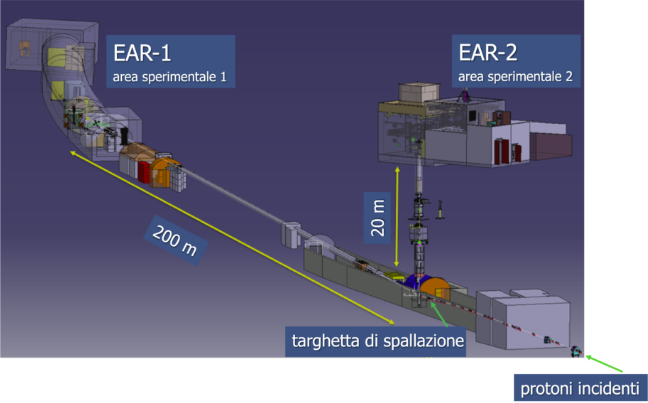 EAR-1
area sperimentale 1
EAR-2
area sperimentale 2
200 m
20 m
targhetta di spallazione
protoni incidenti